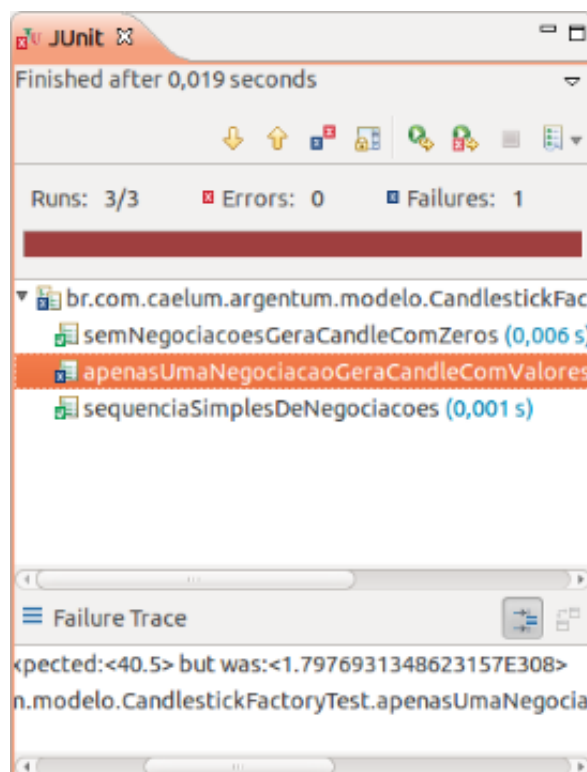 JUnit
Finished after 0,019 seconds
Runs: 3/3 Errors: 0 Failures: 1
br.com.caelum.argentum.modelo.CandlestickFac
semNegociacoesGeraCandleComZeros (0,006 s)
apenasUmaNegociacaoGeraCandleComValores
sequenciaSimplesDeNegociacoes (0,001 s)
Failure Trace
xpected:<40.5> but was:<1.7976931348623157E308>
n.modelo.CandlestickFactoryTest.apenasUmaNegocia